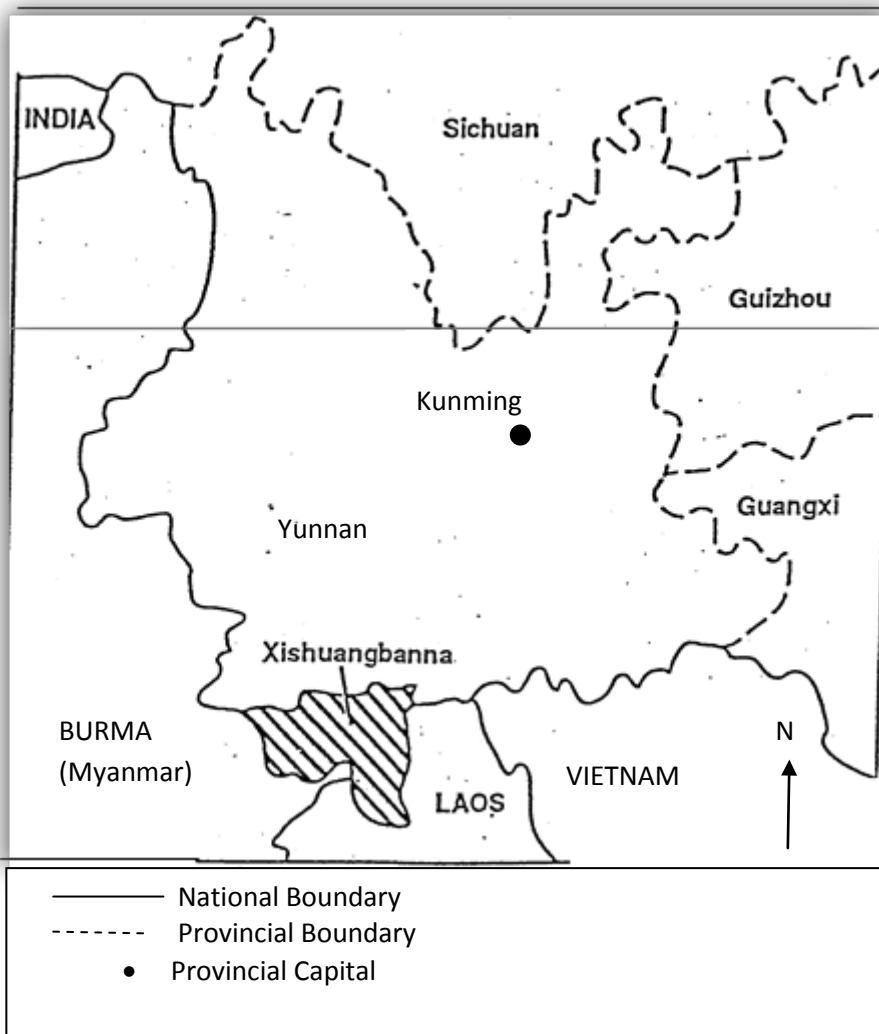 INDIA
Sichuan
Guizhou
Kunming
Guangxi
Yunnan
Xishuangbanna
BURMA
(Myanmar)
N
VIETNAM
LAOS
National Boundary
Provincial Boundary
Provincial Capital